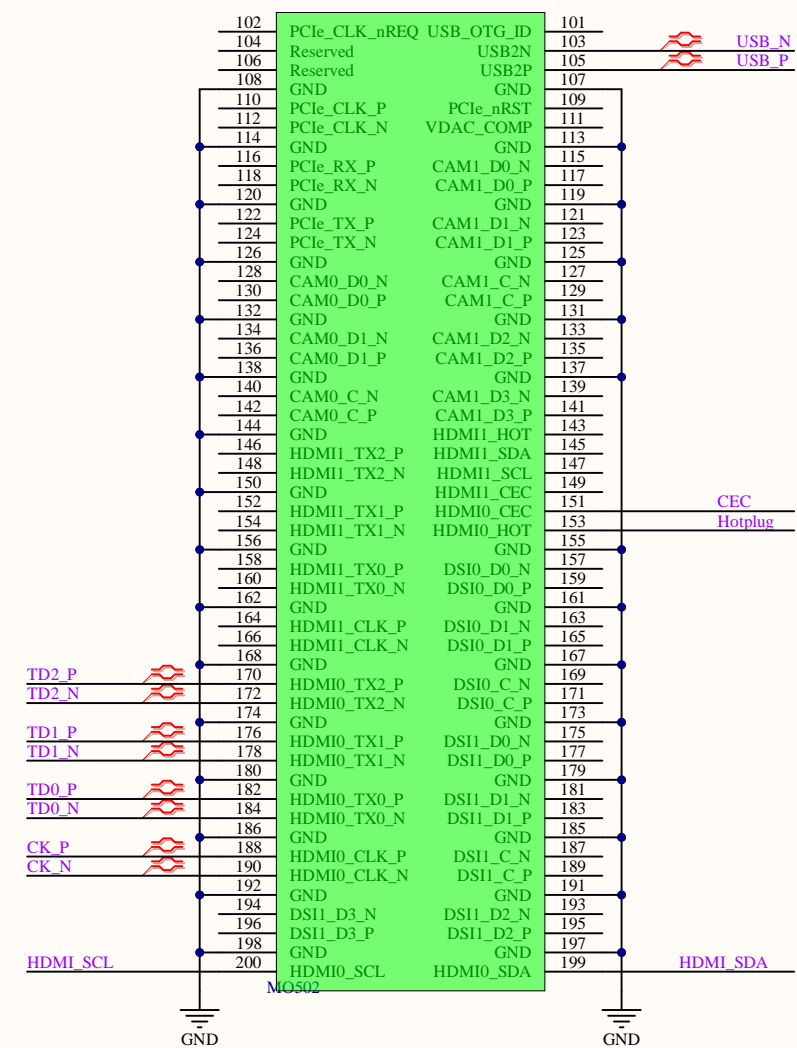 102 PCIe_CLK_nREQ USB_OTG_ID 101
104 Reserved USB2N 103 USB_N
106 Reserved USB2P 105 USB_P
108 GND GND 107
110 PCIe_CLK_P PCIe_nRST 109
112 PCIe_CLK_N VDAC_COMP 111
114 GND GND 113
116 PCIe_RX_P CAM1_D0_N 115
118 PCIe_RX_N CAM1_D0_P 117
120 GND GND 119
122 PCIe_TX_P CAM1_D1_N 121
124 PCIe_TX_N CAM1_D1_P 123
126 GND GND 125
128 CAM0_D0_N CAM1_C_N 127
130 CAM0_D0_P CAM1_C_P 129
132 GND GND 131
134 CAM0_D1_N CAM1_D2_N 133
136 CAM0_D1_P CAM1_D2_P 135
138 GND GND 137
140 CAM0_C_N CAM1_D3_N 139
142 CAM0_C_P CAM1_D3_P 141
144 GND HDMI1_HOT 143
146 HDMI1_TX2_P HDMI1_SDA 145
148 HDMI1_TX2_N HDMI1_SCL 147
150 GND HDMI1_CEC 149
152 HDMI1_TX1_P HDMI0_CEC 151 CEC
154 HDMI1_TX1_N HDMI0_HOT 153 Hotplug
156 GND GND 155
158 HDMI1_TX0_P DSI0_D0_N 157
160 HDMI1_TX0_N DSI0_D0_P 159
162 GND GND 161
164 HDMI1_CLK_P DSI0_D1_N 163
166 HDMI1_CLK_N DSI0_D1_P 165
168 GND GND 167
TD2_P 170 HDMI0_TX2_P DSI0_C_N 169
TD2_N 172 HDMI0_TX2_N DSI0_C_P 171
174 GND GND 173
TD1_P 176 HDMI0_TX1_P DSI1_D0_N 175
TD1_N 178 HDMI0_TX1_N DSI1_D0_P 177
180 GND GND 179
TD0_P 182 HDMI0_TX0_P DSI1_D1_N 181
TD0_N 184 HDMI0_TX0_N DSI1_D1_P 183
186 GND GND 185
CK_P 188 HDMI0_CLK_P DSI1_C_N 187
CK_N 190 HDMI0_CLK_N DSI1_C_P 189
192 GND GND 191
194 DSI1_D3_N DSI1_D2_N 193
196 DSI1_D3_P DSI1_D2_P 195
198 GND GND 197
HDMI_SCL 200 HDMI0_SCL HDMI0_SDA 199 HDMI_SDA
MO502
GND GND